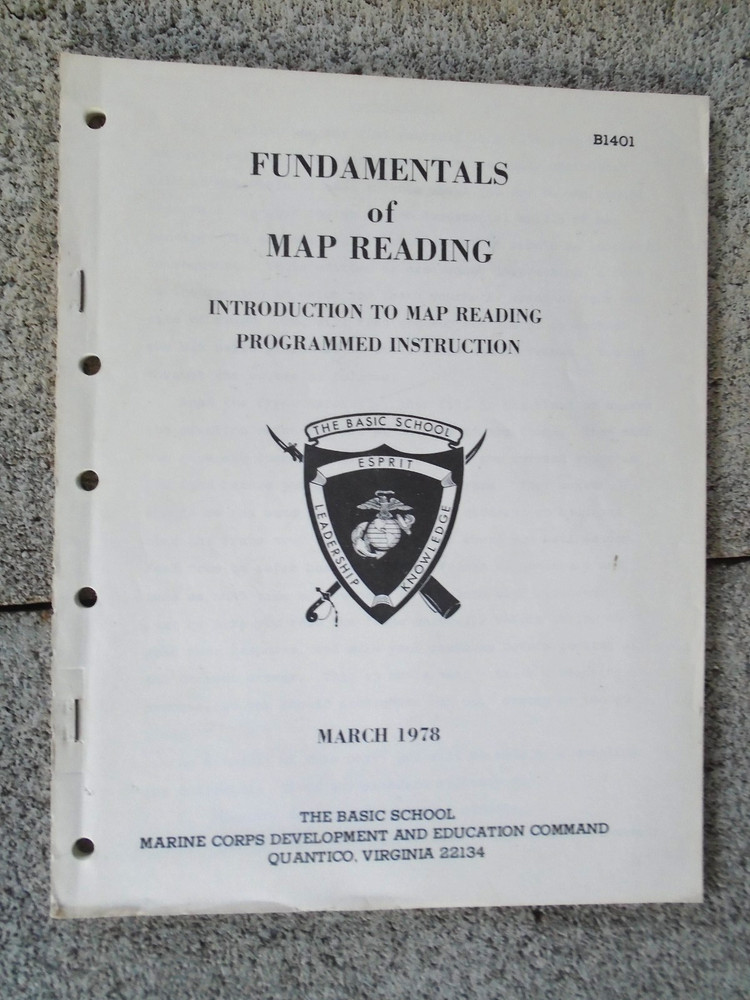 B1401
FUNDAMENTALS
of
MAP READING
INTRODUCTION TO MAP READING
PROGRAMMED INSTRUCTION
THE BASIC SCHOOL
ESPRIT
LEADERSHIP
KNOWLEDGE
MARCH 1978
THE BASIC SCHOOL
MARINE CORPS DEVELOPMENT AND EDUCATION COMMAND
QUANTICO, VIRGINIA 22134